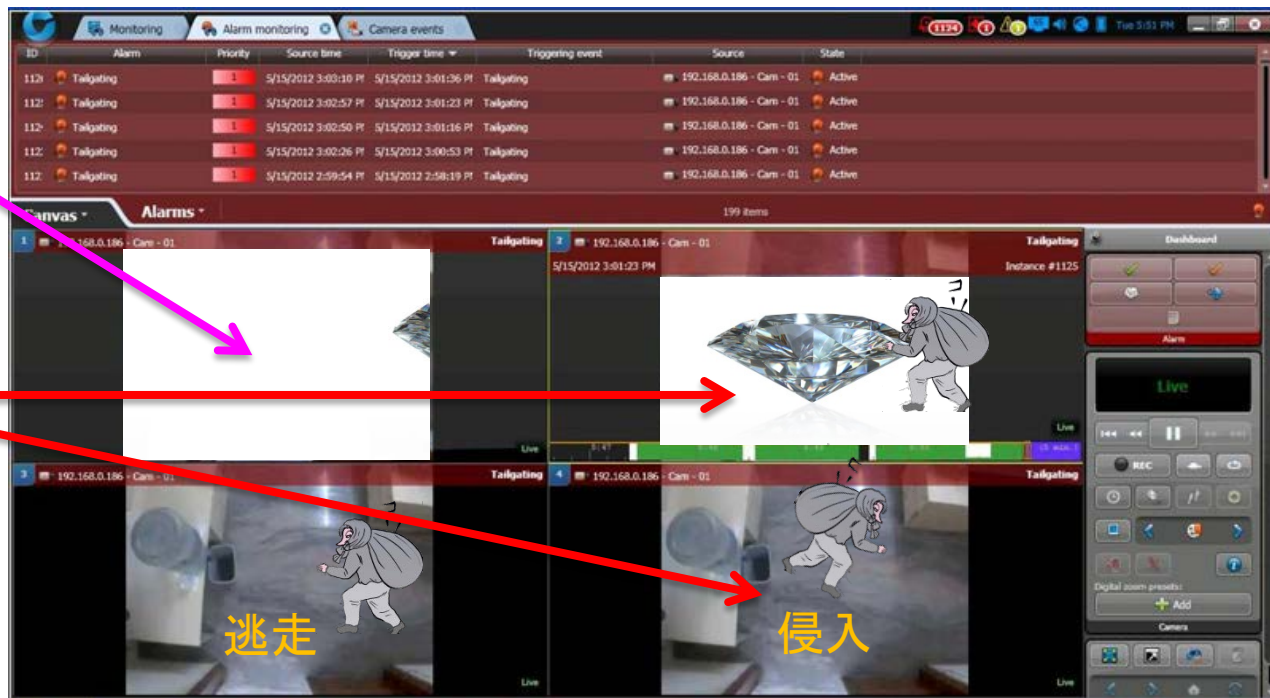 Monitoring
Alarm monitoring
Camera events
1124
Tue 5:51 PM
ID Alarm Priority Source time Trigger time Triggering event Source State
Tailgating 1 5/15/2012 3:03:10 PM 5/15/2012 3:01:36 PM Tailgating 192.168.0.186 - Cam - 01 Active
Tailgating 1 5/15/2012 3:02:57 PM 5/15/2012 3:01:23 PM Tailgating 192.168.0.186 - Cam - 01 Active
Tailgating 1 5/15/2012 3:02:50 PM 5/15/2012 3:01:16 PM Tailgating 192.168.0.186 - Cam - 01 Active
Tailgating 1 5/15/2012 3:02:26 PM 5/15/2012 3:00:53 PM Tailgating 192.168.0.186 - Cam - 01 Active
Tailgating 1 5/15/2012 2:59:54 PM 5/15/2012 2:58:19 PM Tailgating 192.168.0.186 - Cam - 01 Active
Canvas Alarms 199 items
1 192.168.0.186 - Cam - 01 Tailgating
2 192.168.0.186 - Cam - 01 Tailgating
5/15/2012 3:01:23 PM Instance #1125
Live
Live
3 192.168.0.186 - Cam - 01 Tailgating
4 192.168.0.186 - Cam - 01 Tailgating
逃走
侵入
Live
Live
Dashboard
Alarm
Live
REC
Digital zoom presets:
Add
Camera